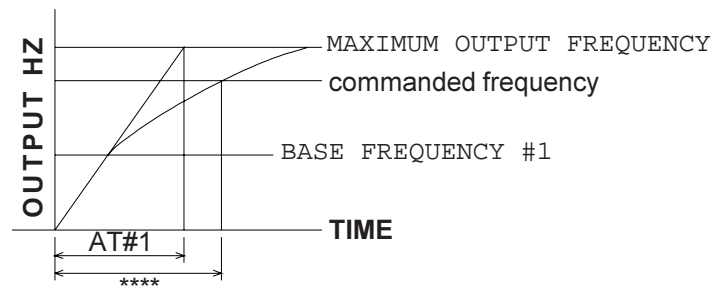 OUTPUT HZ
MAXIMUM OUTPUT FREQUENCY
commanded frequency
BASE FREQUENCY #1
TIME
AT#1
****